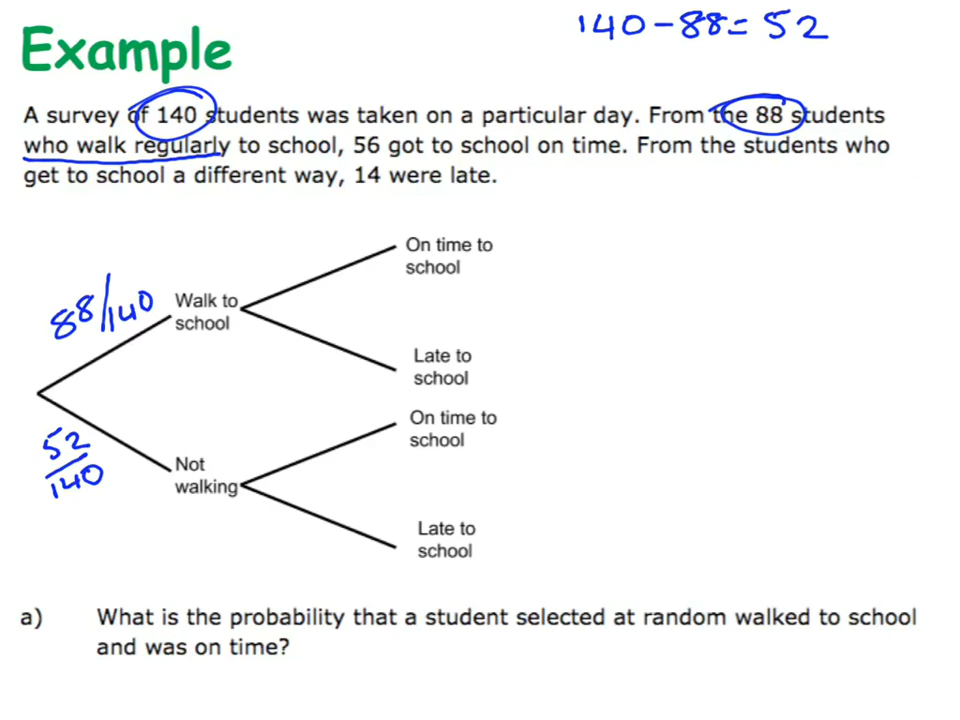 140 - 88 = 52
Example
A survey of 140 students was taken on a particular day. From the 88 students
who walk regularly to school, 56 got to school on time. From the students who
get to school a different way, 14 were late.
On time to
school
88/140
Walk to
school
Late to
school
On time to
school
52
140
Not
walking
Late to
school
a) What is the probability that a student selected at random walked to school
and was on time?